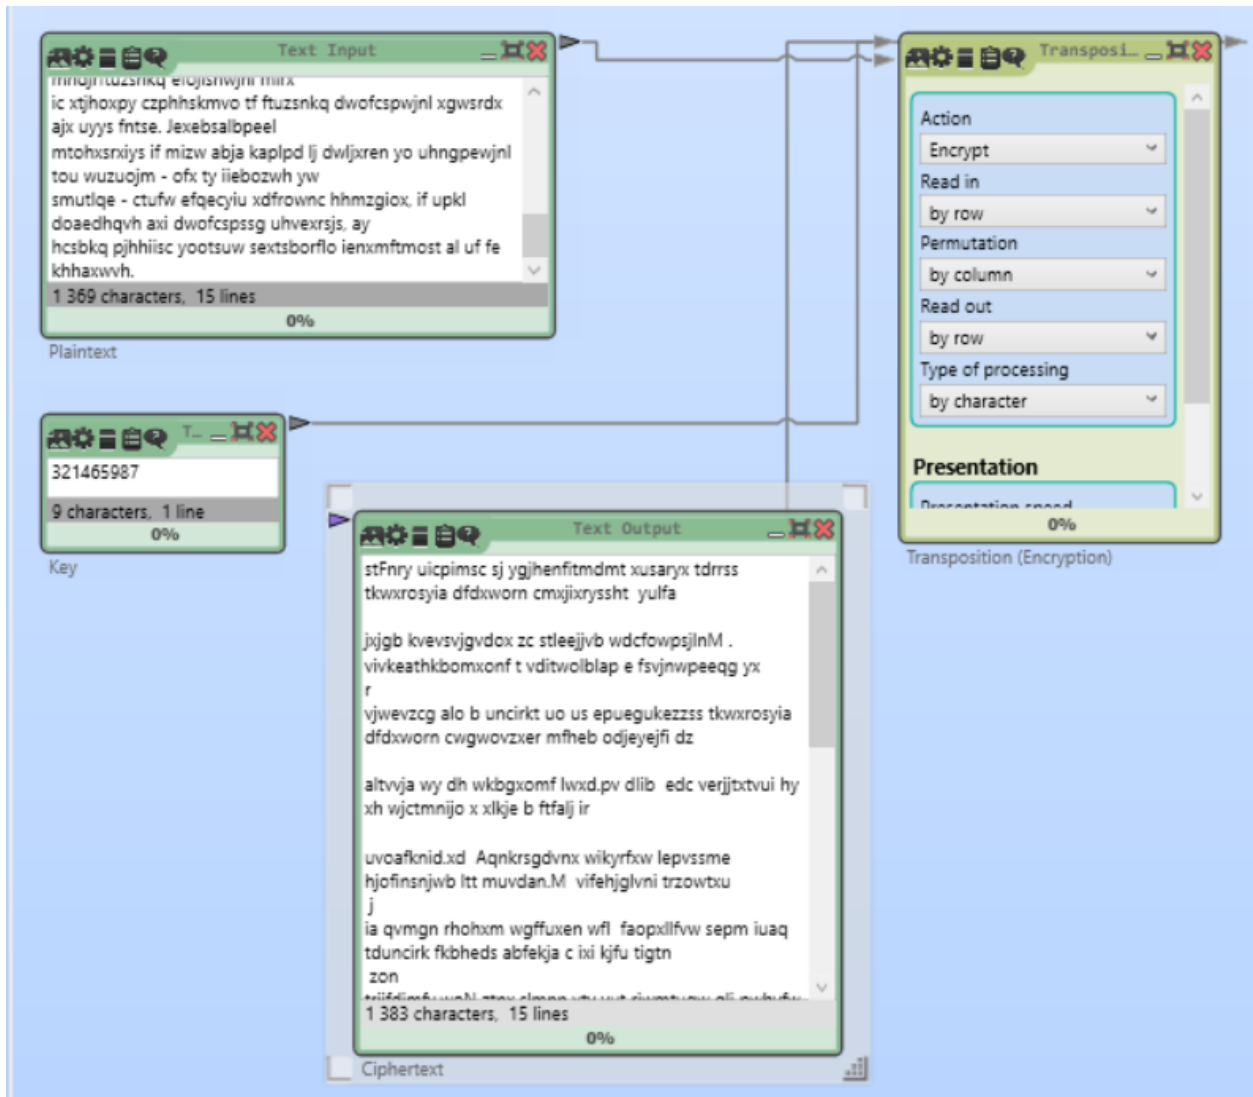 Text Input
ic xtjhoxpy czphhskmvo tf ftuzsnkq dwofcspwjnl xgwsrdx
ajx uyys fntse. Jexebsalbpeel
mtohxsrxiys if mizw abja kaplpd lj dwljxren yo uhngpewjnl
tou wuzuojm - ofx ty iiebozwh yw
smutlqe - ctufw efqecyiu xdfrownc hhmzgiox, if upkl
doaedhqvh axi dwofcspssg uhvexrsjs, ay
hcsbkq pjhhiisc yootsuw sextsborflo ienxmftmost al uf fe
khhaxwvh.
1 369 characters, 15 lines
0%
Plaintext
T...
321465987
9 characters, 1 line
0%
Key
Transposi...
Action
Encrypt
Read in
by row
Permutation
by column
Read out
by row
Type of processing
by character
Presentation
Presentation speed
0%
Transposition (Encryption)
Text Output
stFnry uicpimsc sj ygjhenfitmdmt xusaryx tdrrss
tkwxrosyia dfdxworn cmxjixryssht  yulfa
jxjgb kvevsvjgvdox zc stleejjvb wdcfowpsjlnM .
vivkeathkbomxonf t vditwolblap e fsvjnwpeeqg yx
r
vjwevzcg alo b uncirkt uo us epuegukezzss tkwxrosyia
dfdxworn cwgwovzxer mfheb odjeyejfi dz
altvvja wy dh wkbgxomf lwxd.pv dlib  edc verjjtxtvui hy
xh wjctmnijo x xlkje b ftfalj ir
uvoafknid.xd  Aqnkrsgdvnx wikyrfxw lepvssme
hjofinsnjwb ltt muvdan.M  vifehjglvni trzowtxu
j
ia qvmgn rhohxm wgffuxen wfl  faopxllfvw sepm iuaq
tduncirk fkbheds abfekja c ixi kjfu tigtn
zon
1 383 characters, 15 lines
0%
Ciphertext